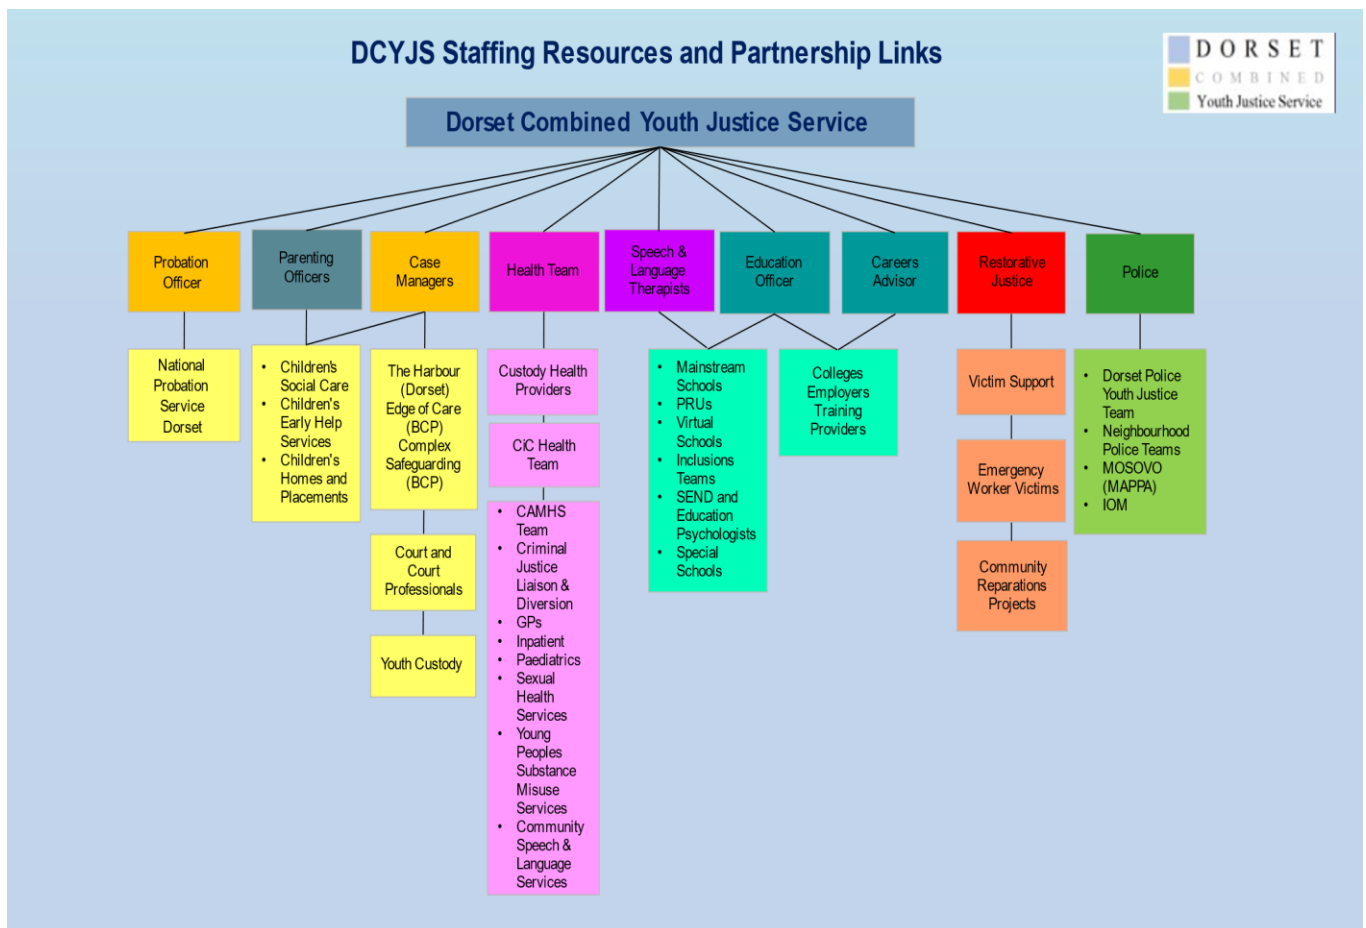 DCYJS Staffing Resources and Partnership Links
DORSET
COMBINED
Youth Justice Service
Dorset Combined Youth Justice Service
Probation
Officer
Parenting
Officers
Case
Managers
Health Team
Speech &
Language
Therapists
Education
Officer
Careers
Advisor
Restorative
Justice
Police
National
Probation
Service
Dorset
• Children's
Social Care
• Children's
Early Help
Services
• Children's
Homes and
Placements
The Harbour
(Dorset)
Edge of Care
(BCP)
Complex
Safeguarding
(BCP)
Court and
Court
Professionals
Youth Custody
Custody Health
Providers
CiC Health
Team
• CAMHS
Team
• Criminal
Justice
Liaison &
Diversion
• GPs
• Inpatient
• Paediatrics
• Sexual
Health
Services
• Young
Peoples
Substance
Misuse
Services
• Community
Speech &
Language
Services
• Mainstream
Schools
• PRUs
• Virtual
Schools
• Inclusions
Teams
• SEND and
Education
Psychologists
• Special
Schools
Colleges
Employers
Training
Providers
Victim Support
Emergency
Worker Victims
Community
Reparations
Projects
• Dorset Police
Youth Justice
Team
• Neighbourhood
Police Teams
• MOSOVO
(MAPPA)
• IOM